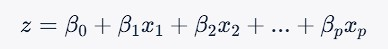 z = β₀ + β₁x₁ + β₂x₂ + ... + βₚxₚ